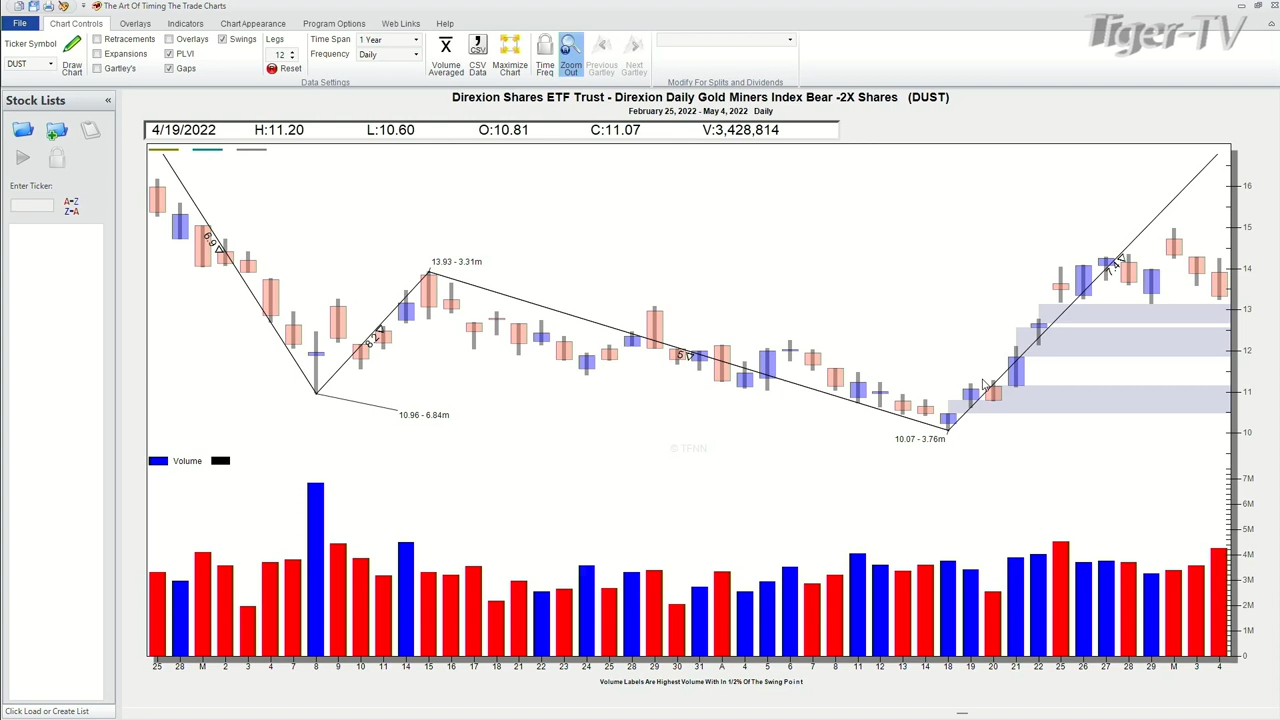 The Art Of Timing The Trade Charts
Tiger-TV
File
Chart Controls
Overlays
Indicators
Chart Appearance
Program Options
Web Links
Help
Ticker Symbol
DUST
Draw
Chart
Retracements
Overlays
Swings
Expansions
PLVI
Gartley's
Gaps
Legs
12
Reset
Time Span
1 Year
Frequency
Daily
Data Settings
Volume
Averaged
CSV
CSV
Data
Maximize
Chart
Time
Freq
Zoom
Out
Previous
Gartley
Next
Gartley
Modify For Splits and Dividends
Stock Lists
«
Enter Ticker:
A-Z
Z-A
Click Load or Create List
Direxion Shares ETF Trust - Direxion Daily Gold Miners Index Bear -2X Shares (DUST)
February 25, 2022 - May 4, 2022 Daily
4/19/2022 H:11.20 L:10.60 O:10.81 C:11.07 V:3,428,814
6.9
8.2
13.93 - 3.31m
10.96 - 6.84m
5
10.07 - 3.76m
7.4
© TFNN
16
15
14
13
12
11
10
Volume
7M
6M
5M
4M
3M
2M
1M
0
25 28 M 2 3 4 7 8 9 10 11 14 15 16 17 18 21 22 23 24 25 28 29 30 31 A 4 5 6 7 8 11 12 13 14 18 19 20 21 22 25 26 27 28 29 M 3 4
Volume Labels Are Highest Volume With In 1/2% Of The Swing Point